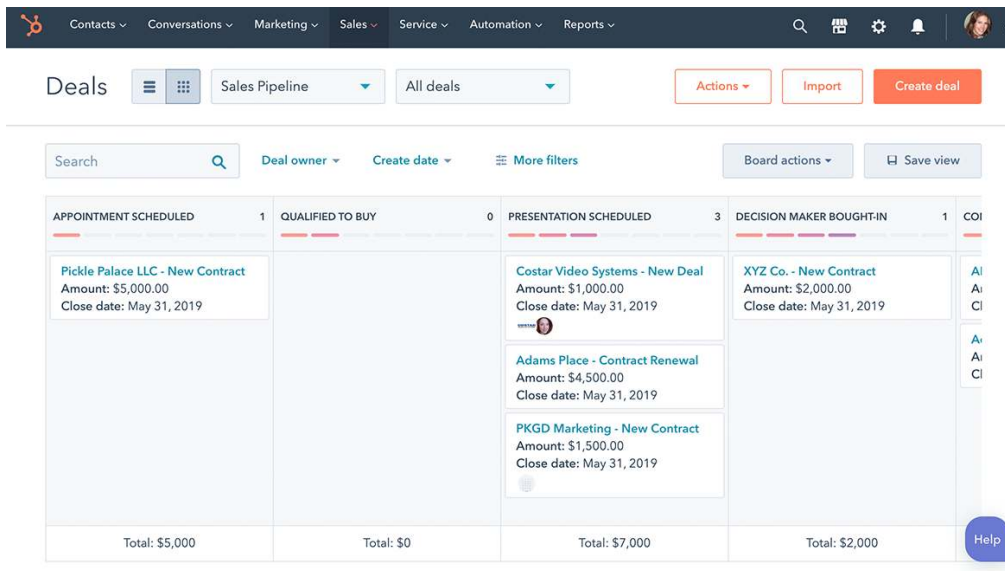 Contacts Conversations Marketing Sales Service Automation Reports
Deals Sales Pipeline All deals Actions Import Create deal
Search Deal owner Create date More filters Board actions Save view
APPOINTMENT SCHEDULED 1
Pickle Palace LLC - New Contract
Amount: $5,000.00
Close date: May 31, 2019
Total: $5,000
QUALIFIED TO BUY 0
Total: $0
PRESENTATION SCHEDULED 3
Costar Video Systems - New Deal
Amount: $1,000.00
Close date: May 31, 2019
Adams Place - Contract Renewal
Amount: $4,500.00
Close date: May 31, 2019
PKGD Marketing - New Contract
Amount: $1,500.00
Close date: May 31, 2019
Total: $7,000
DECISION MAKER BOUGHT-IN 1
XYZ Co. - New Contract
Amount: $2,000.00
Close date: May 31, 2019
Total: $2,000
Help